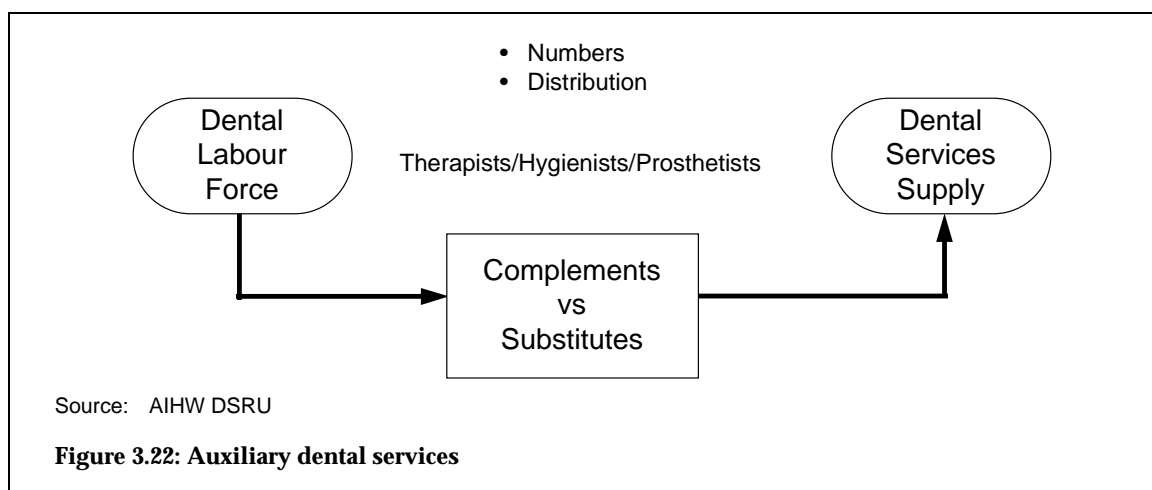 • Numbers
• Distribution
Dental
Labour
Force
Therapists/Hygienists/Prosthetists
Dental
Services
Supply
Complements
vs
Substitutes
Source: AIHW DSRU
Figure 3.22: Auxiliary dental services